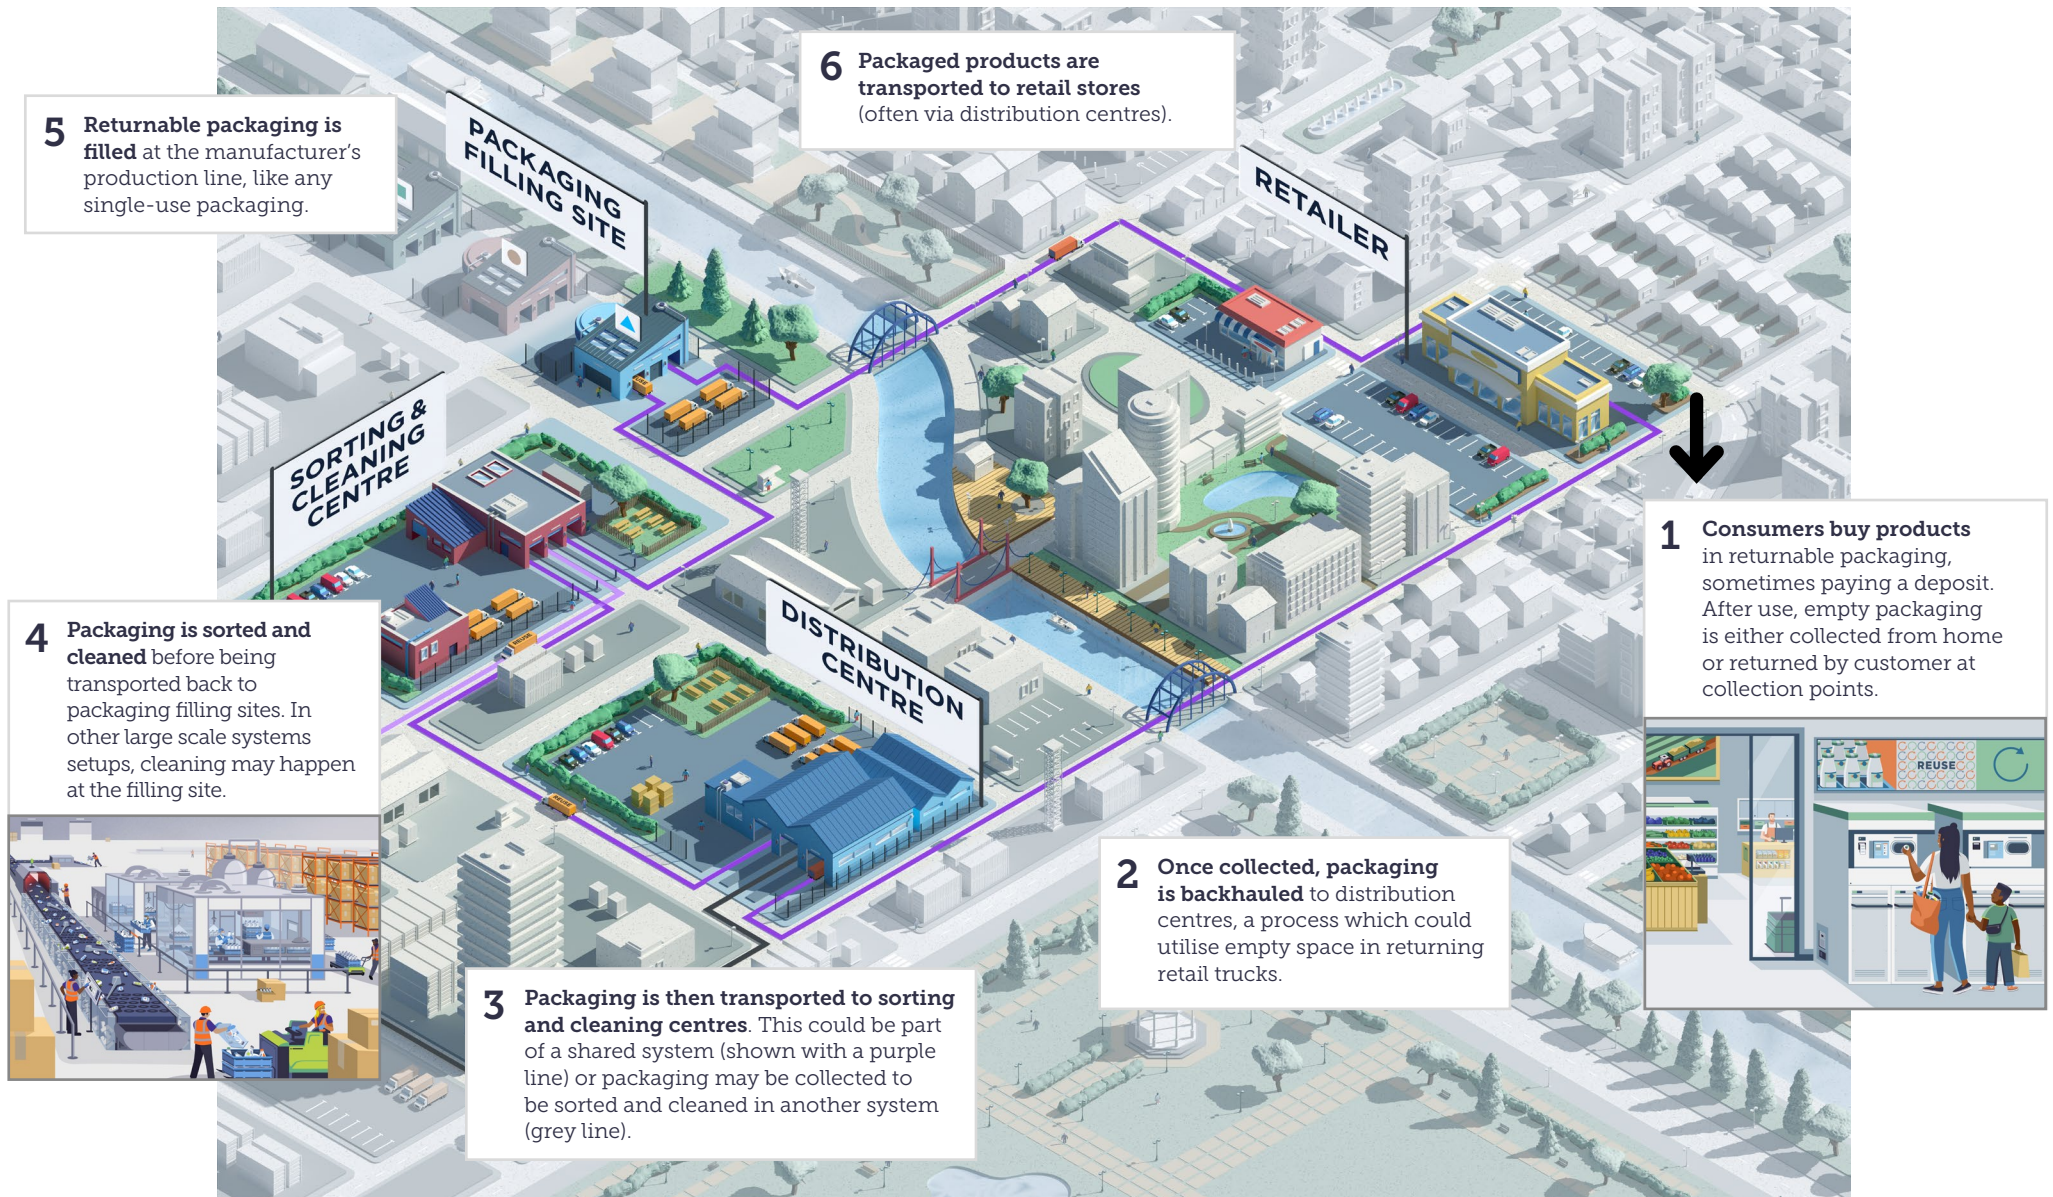 6 Packaged products are
transported to retail stores
(often via distribution centres).
5 Returnable packaging is
filled at the manufacturer’s
production line, like any
single-use packaging.
PACKAGING
FILLING SITE
RETAILER
SORTING &
CLEANING
CENTRE
DISTRIBUTION
CENTRE
1 Consumers buy products
in returnable packaging,
sometimes paying a deposit.
After use, empty packaging
is either collected from home
or returned by customer at
collection points.
REUSE
4 Packaging is sorted and
cleaned before being
transported back to
packaging filling sites. In
other large scale systems
setups, cleaning may happen
at the filling site.
REUSE
REUSE
2 Once collected, packaging
is backhauled to distribution
centres, a process which could
utilise empty space in returning
retail trucks.
3 Packaging is then transported to sorting
and cleaning centres. This could be part
of a shared system (shown with a purple
line) or packaging may be collected to
be sorted and cleaned in another system
(grey line).